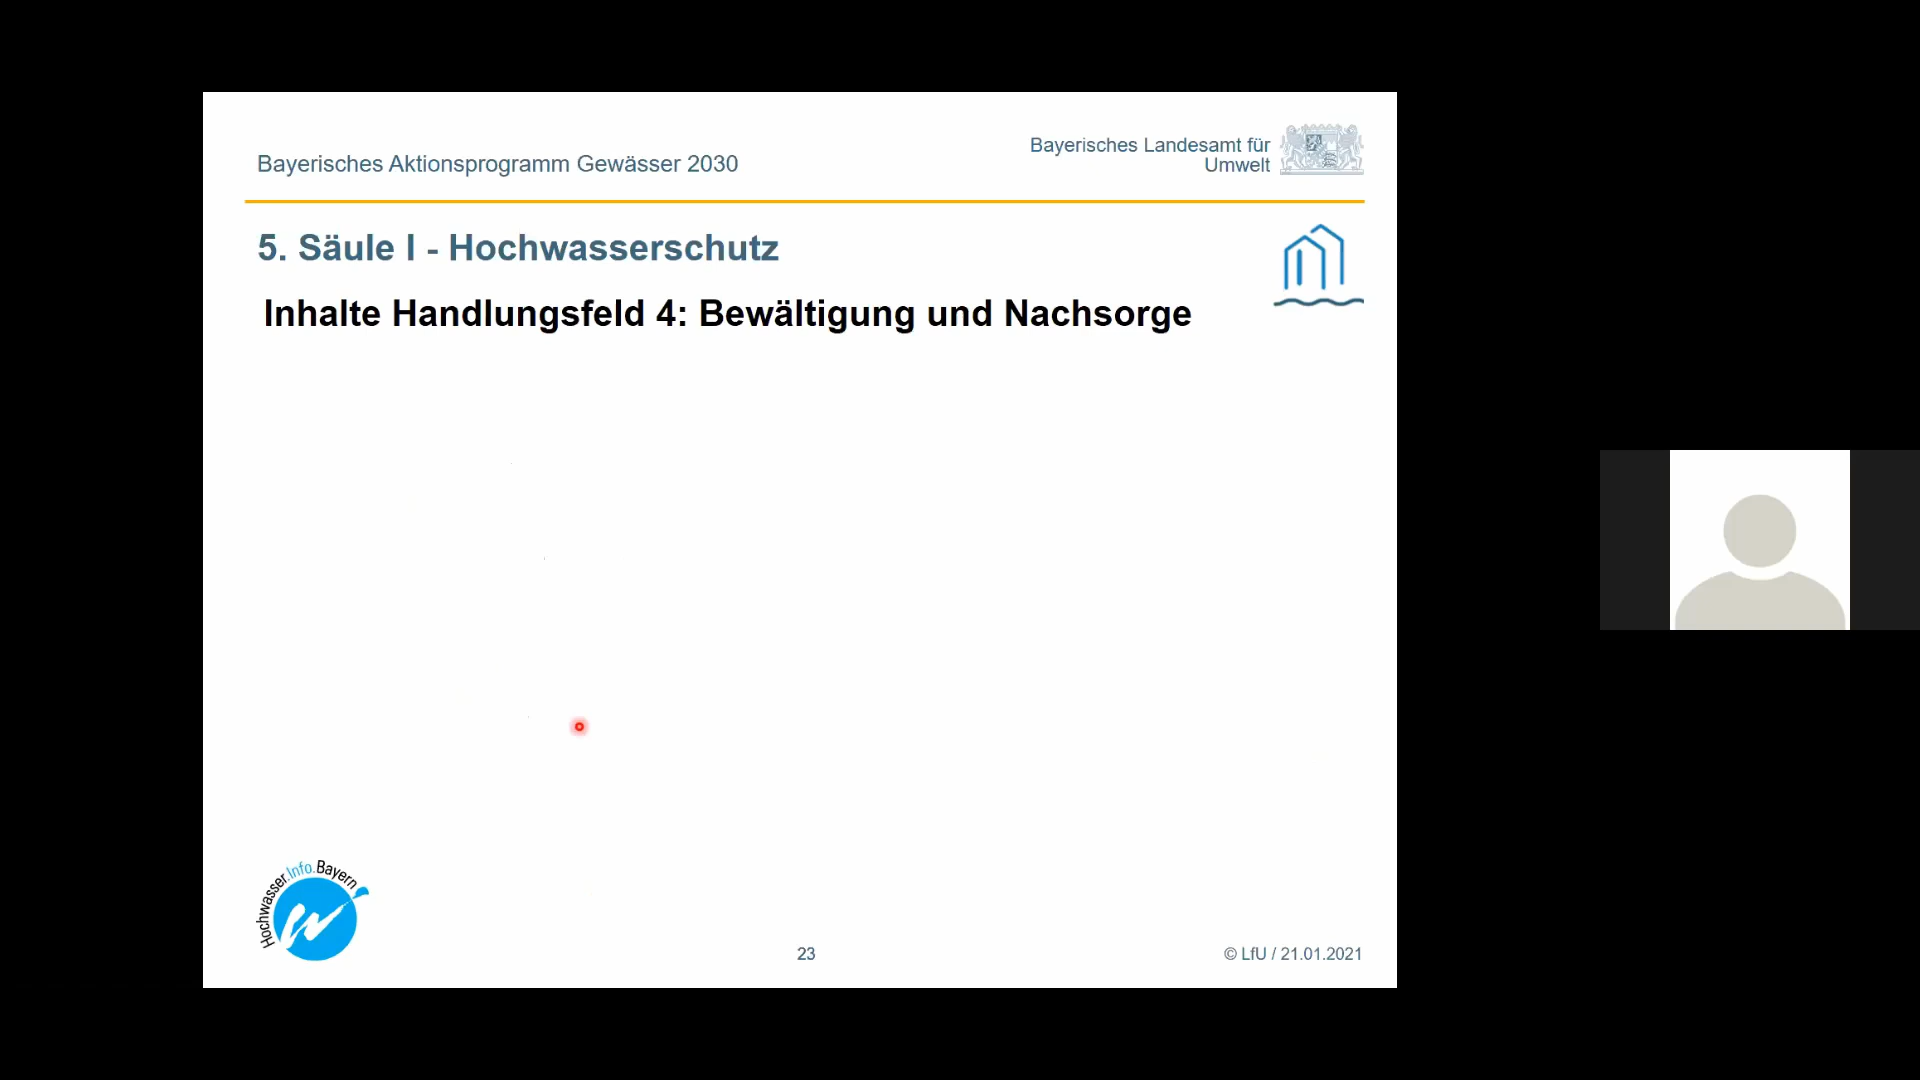 Bayerisches Aktionsprogramm Gewässer 2030
Bayerisches Landesamt für
Umwelt
5. Säule I - Hochwasserschutz
Inhalte Handlungsfeld 4: Bewältigung und Nachsorge
Hochwasser.Info.Bayern
23
© LfU / 21.01.2021